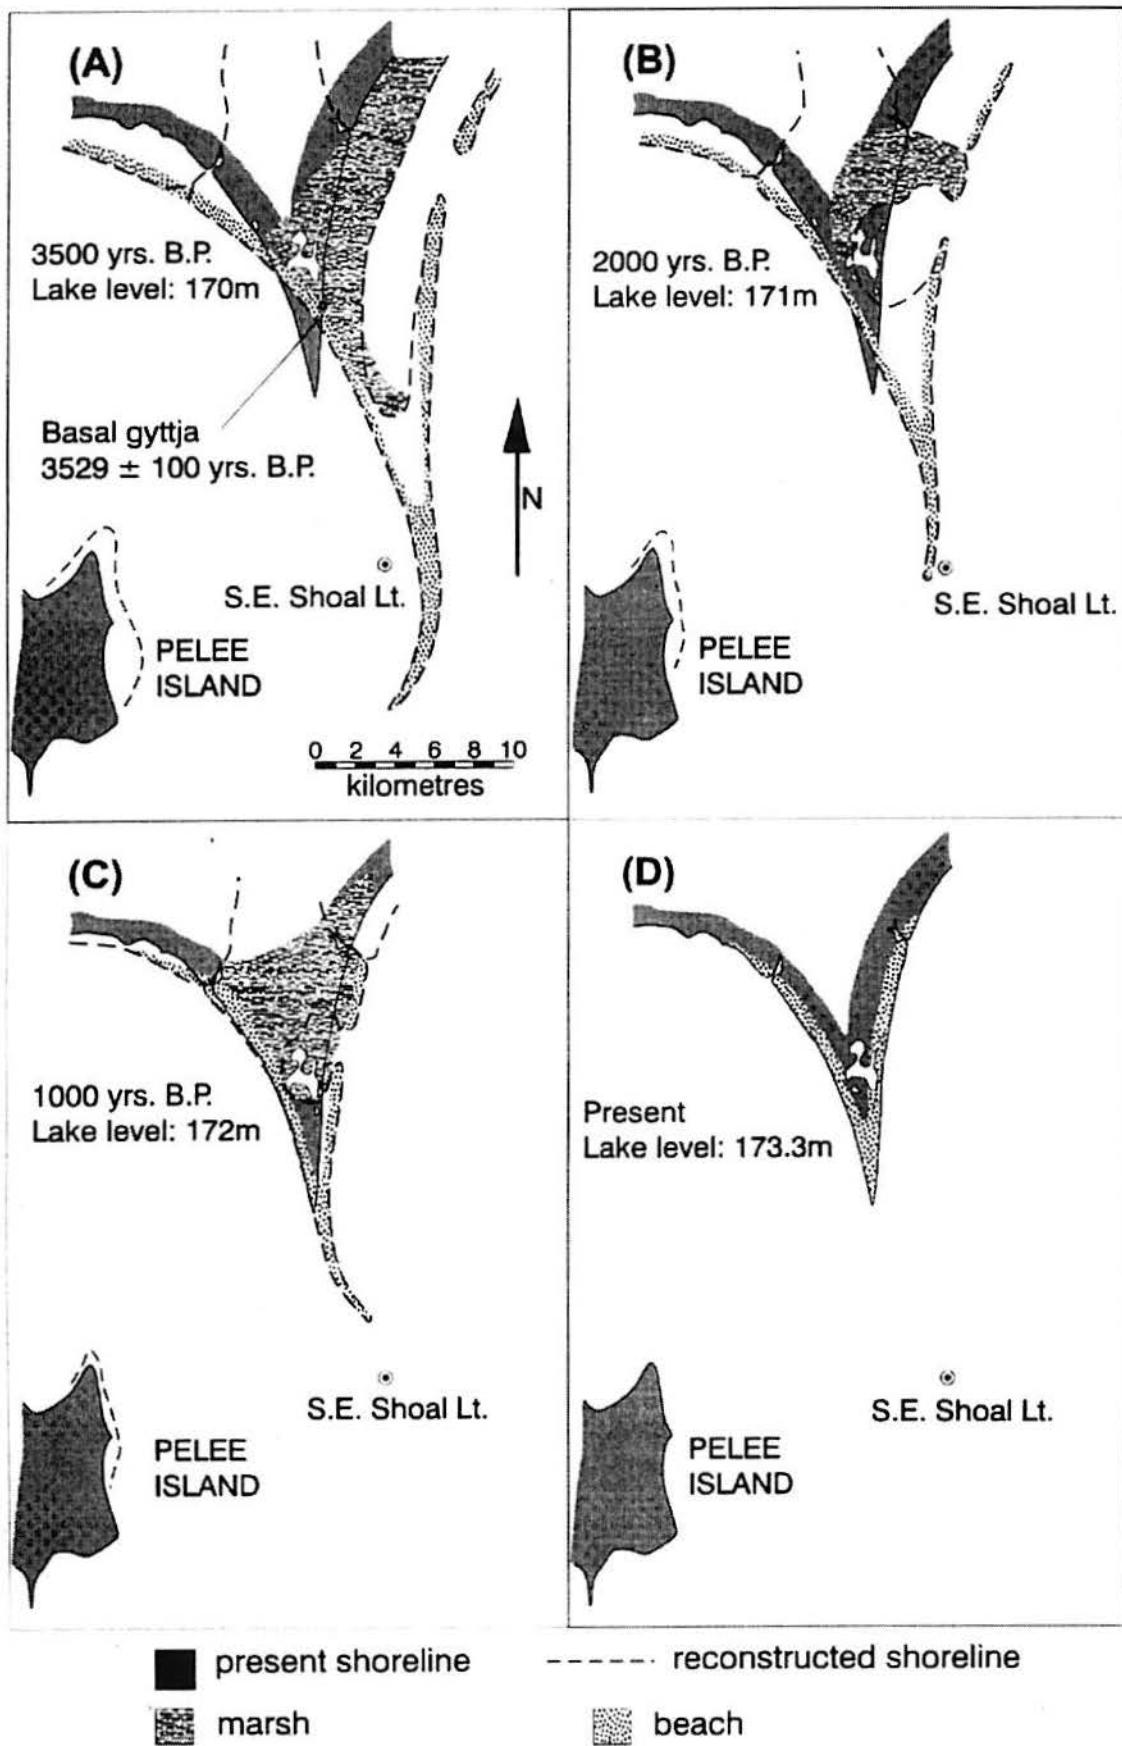 (A)
3500 yrs. B.P.
Lake level: 170m
Basal gyttja
3529 ± 100 yrs. B.P.
N
S.E. Shoal Lt.
PELEE
ISLAND
0 2 4 6 8 10
kilometres
(B)
2000 yrs. B.P.
Lake level: 171m
S.E. Shoal Lt.
PELEE
ISLAND
(C)
1000 yrs. B.P.
Lake level: 172m
S.E. Shoal Lt.
PELEE
ISLAND
(D)
Present
Lake level: 173.3m
S.E. Shoal Lt.
PELEE
ISLAND
present shoreline
reconstructed shoreline
marsh
beach